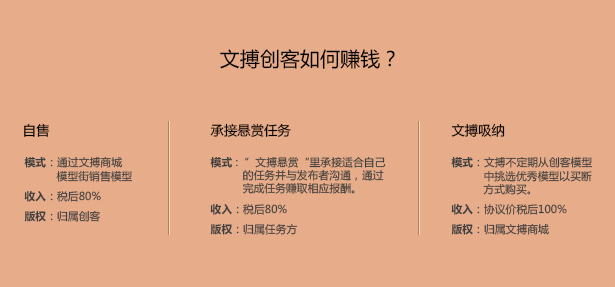 文搏创客如何赚钱？
自售
模式：通过文搏商城
模型街销售模型
收入：税后80%
版权：归属创客
承接悬赏任务
模式：”文搏悬赏“里承接适合自己
的任务并与发布者沟通，通过
完成任务赚取相应报酬。
收入：税后80%
版权：归属任务方
文搏吸纳
模式：文搏不定期从创客模型
中挑选优秀模型以买断
方式购买。
收入：协议价税后100%
版权：归属文搏商城